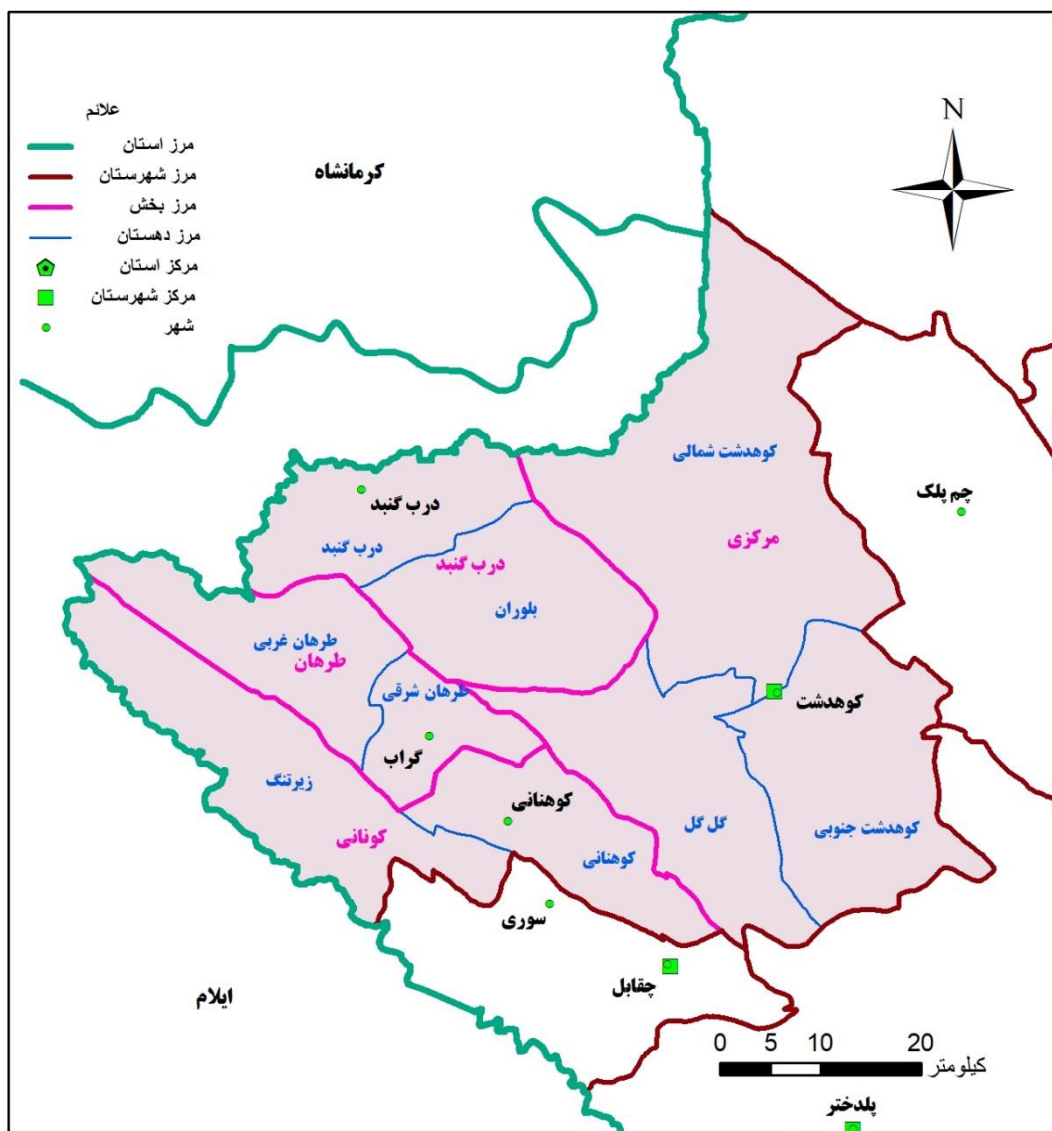 علائم
مرز استان
مرز شهرستان
مرز بخش
مرز دهستان
مرکز استان
مرکز شهرستان
شهر
N
کرمانشاه
کوهدشت شمالی
چم پلک
مرکزی
درب گنبد
درب گنبد
درب گنبد
بلوران
طرهان غربی
طرهان
طرهان شرقی
کوهدشت
گراب
زیرتنگ
کوهنانی
گل گل
کوهدشت جنوبی
کونانی
کوهنانی
سوری
چقابل
ایلام
0 5 10 20
کیلومتر
پلدختر